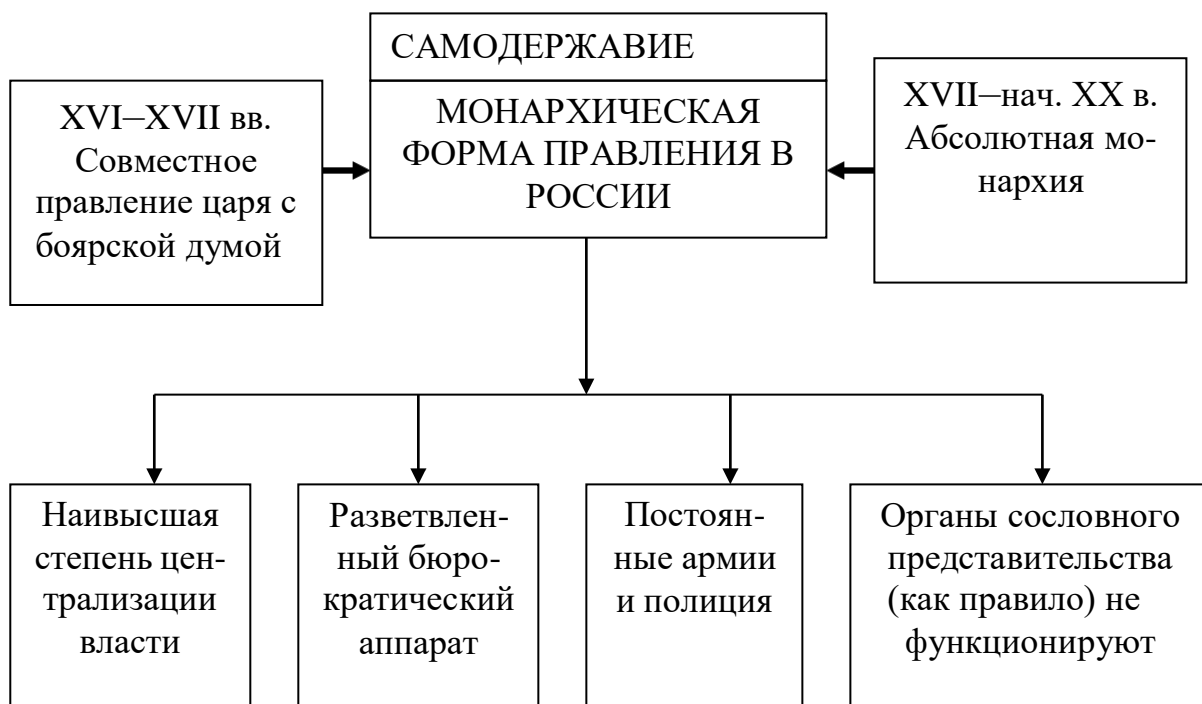 САМОДЕРЖАВИЕ
МОНАРХИЧЕСКАЯ
ФОРМА ПРАВЛЕНИЯ В
РОССИИ
XVI–XVII вв.
Совместное
правление царя с
боярской думой
XVII–нач. XX в.
Абсолютная мо-
нархия
Наивысшая
степень цен-
трализации
власти
Разветвлен-
ный бюро-
кратический
аппарат
Постоян-
ные армии
и полиция
Органы сословного
представительства
(как правило) не
функционируют